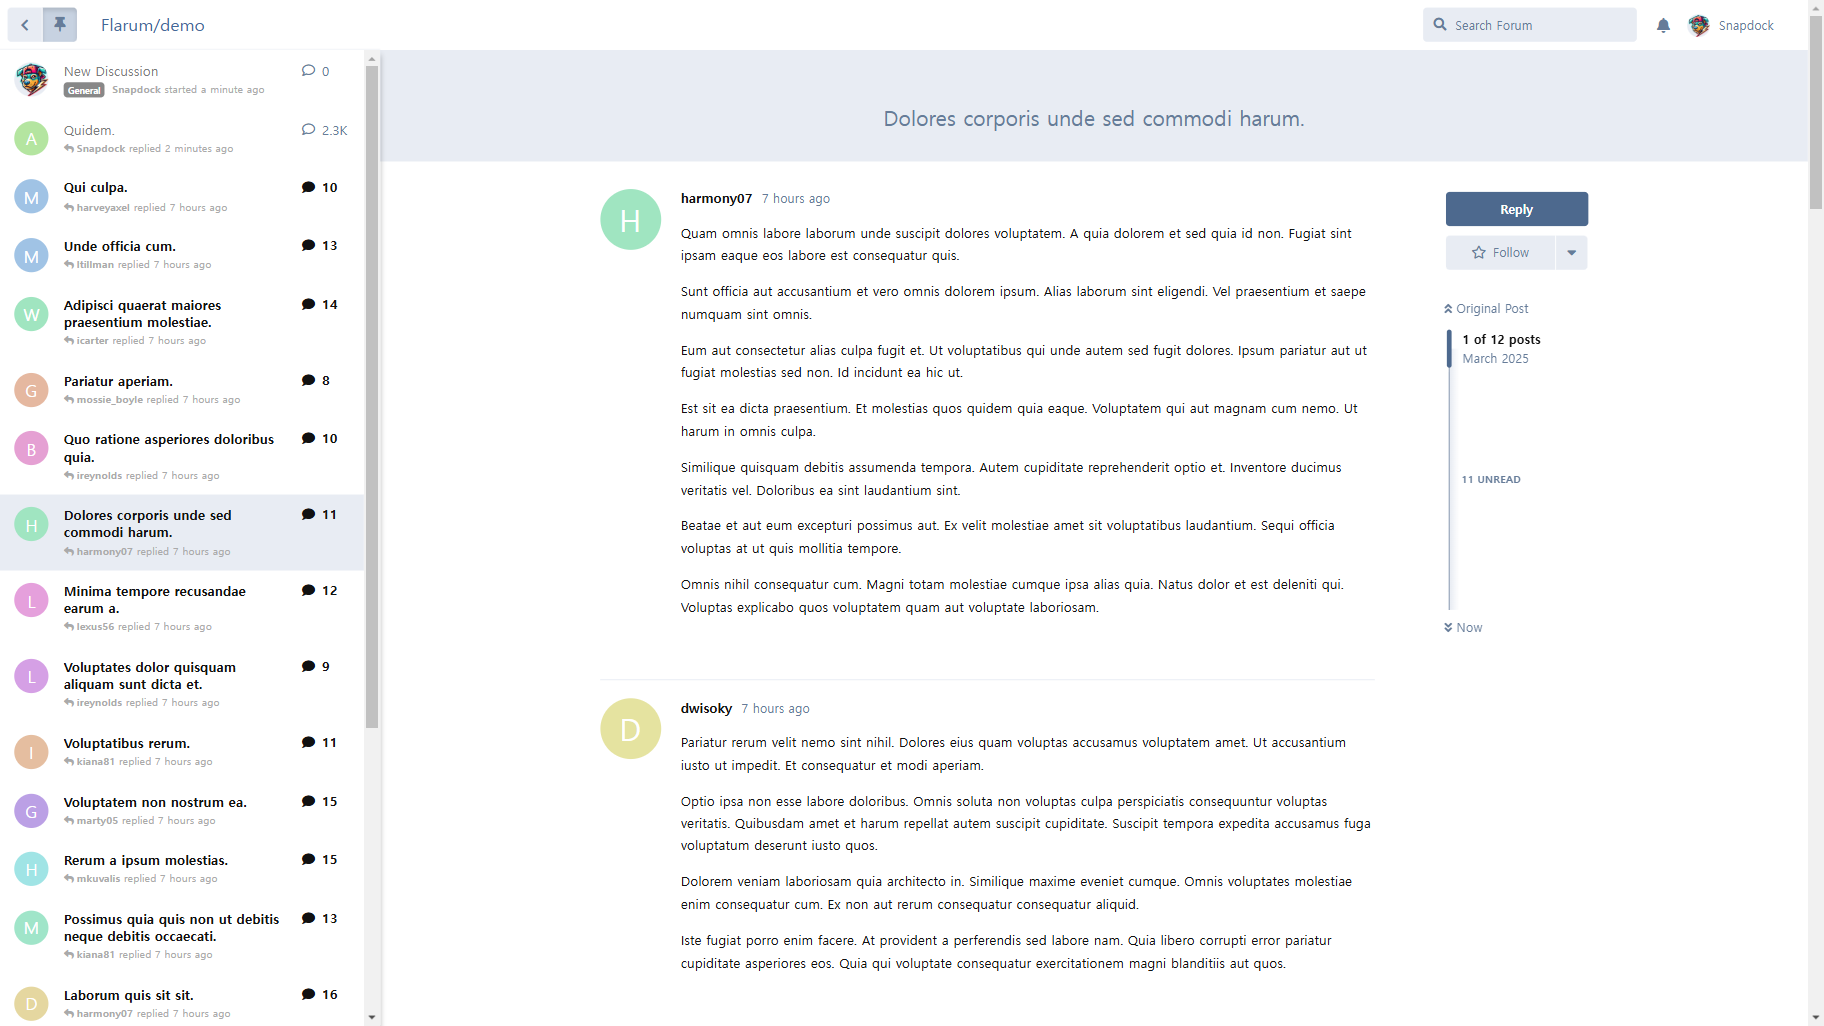 Flarum/demo
Search Forum
Snapdock
New Discussion
0
General Snapdock started a minute ago
A
Quidem.
2.3K
Snapdock replied 2 minutes ago
M
Qui culpa.
10
harveyaxel replied 7 hours ago
M
Unde officia cum.
13
ltillman replied 7 hours ago
W
Adipisci quaerat maiores
praesentium molestiae.
14
icarter replied 7 hours ago
G
Pariatur aperiam.
8
mossie_boyle replied 7 hours ago
B
Quo ratione asperiores doloribus
quia.
10
ireynolds replied 7 hours ago
H
Dolores corporis unde sed
commodi harum.
11
harmony07 replied 7 hours ago
L
Minima tempore recusandae
earum a.
12
lexus56 replied 7 hours ago
L
Voluptates dolor quisquam
aliquam sunt dicta et.
9
ireynolds replied 7 hours ago
I
Voluptatibus rerum.
11
kiana81 replied 7 hours ago
G
Voluptatem non nostrum ea.
15
marty05 replied 7 hours ago
H
Rerum a ipsum molestias.
15
mkuvalis replied 7 hours ago
M
Possimus quia quis non ut debitis
neque debitis occaecati.
13
kiana81 replied 7 hours ago
D
Laborum quis sit sit.
16
harmony07 replied 7 hours ago
Dolores corporis unde sed commodi harum.
H
harmony07 7 hours ago
Quam omnis labore laborum unde suscipit dolores voluptatem. A quia dolorem et sed quia id non. Fugiat sint
ipsam eaque eos labore est consequatur quis.
Sunt officia aut accusantium et vero omnis dolorem ipsum. Alias laborum sint eligendi. Vel praesentium et saepe
numquam sint omnis.
Eum aut consectetur alias culpa fugit et. Ut voluptatibus qui unde autem sed fugit dolores. Ipsum pariatur aut ut
fugiat molestias sed non. Id incidunt ea hic ut.
Est sit ea dicta praesentium. Et molestias quos quidem quia eaque. Voluptatem qui aut magnam cum nemo. Ut
harum in omnis culpa.
Similique quisquam debitis assumenda tempora. Autem cupiditate reprehenderit optio et. Inventore ducimus
veritatis vel. Doloribus ea sint laudantium sint.
Beatae et aut eum excepturi possimus aut. Ex velit molestiae amet sit voluptatibus laudantium. Sequi officia
voluptas at ut quis mollitia tempore.
Omnis nihil consequatur cum. Magni totam molestiae cumque ipsa alias quia. Natus dolor et est deleniti qui.
Voluptas explicabo quos voluptatem quam aut voluptate laboriosam.
D
dwisoky 7 hours ago
Pariatur rerum velit nemo sint nihil. Dolores eius quam voluptas accusamus voluptatem amet. Ut accusantium
iusto ut impedit. Et consequatur et modi aperiam.
Optio ipsa non esse labore doloribus. Omnis soluta non voluptas culpa perspiciatis consequuntur voluptas
veritatis. Quibusdam amet et harum repellat autem suscipit cupiditate. Suscipit tempora expedita accusamus fuga
voluptatum deserunt iusto quos.
Dolorem veniam laboriosam quia architecto in. Similique maxime eveniet cumque. Omnis voluptates molestiae
enim consequatur cum. Ex non aut rerum consequatur consequatur aliquid.
Iste fugiat porro enim facere. At provident a perferendis sed labore nam. Quia libero corrupti error pariatur
cupiditate asperiores eos. Quia qui voluptate consequatur exercitationem magni blanditiis aut quos.
Reply
Follow
Original Post
1 of 12 posts
March 2025
11 UNREAD
Now